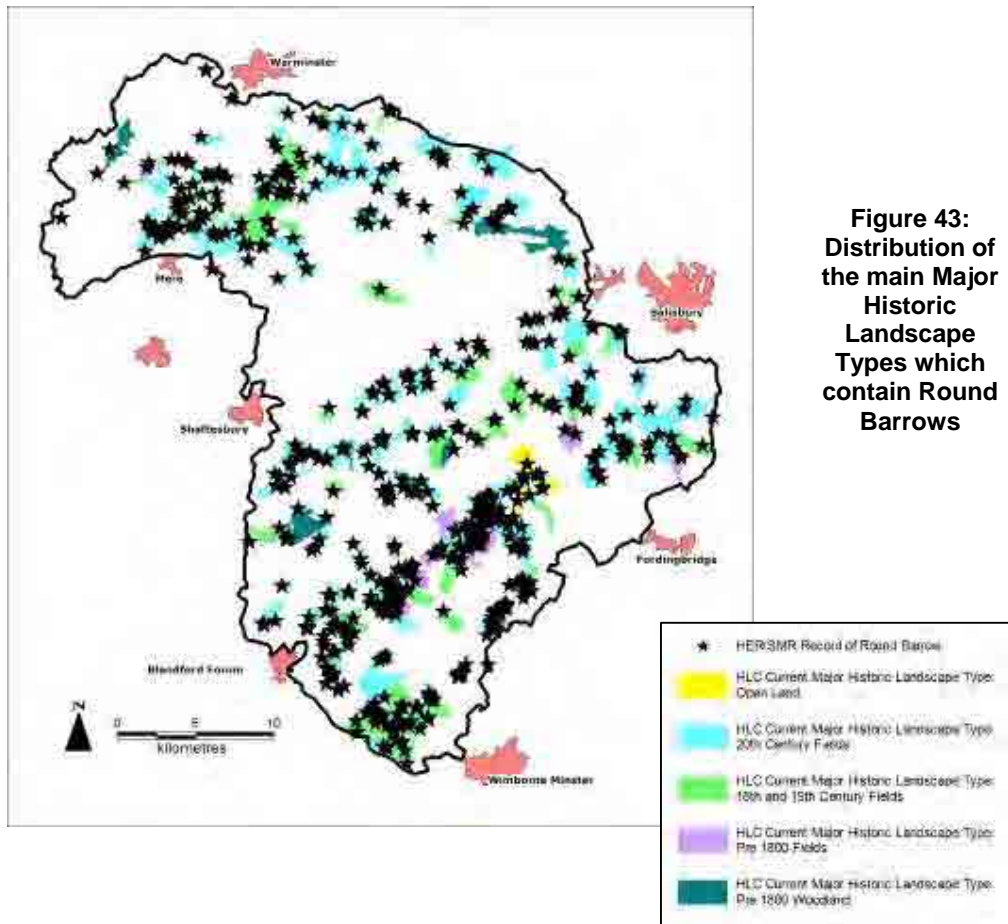 Warminster
Mere
Salisbury
Shaftesbury
Fordingbridge
Blandford Forum
Wimborne Minster
N
0 5 10
kilometres
Figure 43:
Distribution of
the main Major
Historic
Landscape
Types which
contain Round
Barrows
HER/SMR Record of Round Barrow
HLC Current Major Historic Landscape Type:
Open Land
HLC Current Major Historic Landscape Type:
20th Century Fields
HLC Current Major Historic Landscape Type:
18th and 19th Century Fields
HLC Current Major Historic Landscape Type:
Pre 1800 Fields
HLC Current Major Historic Landscape Type:
Pre 1800 Woodland